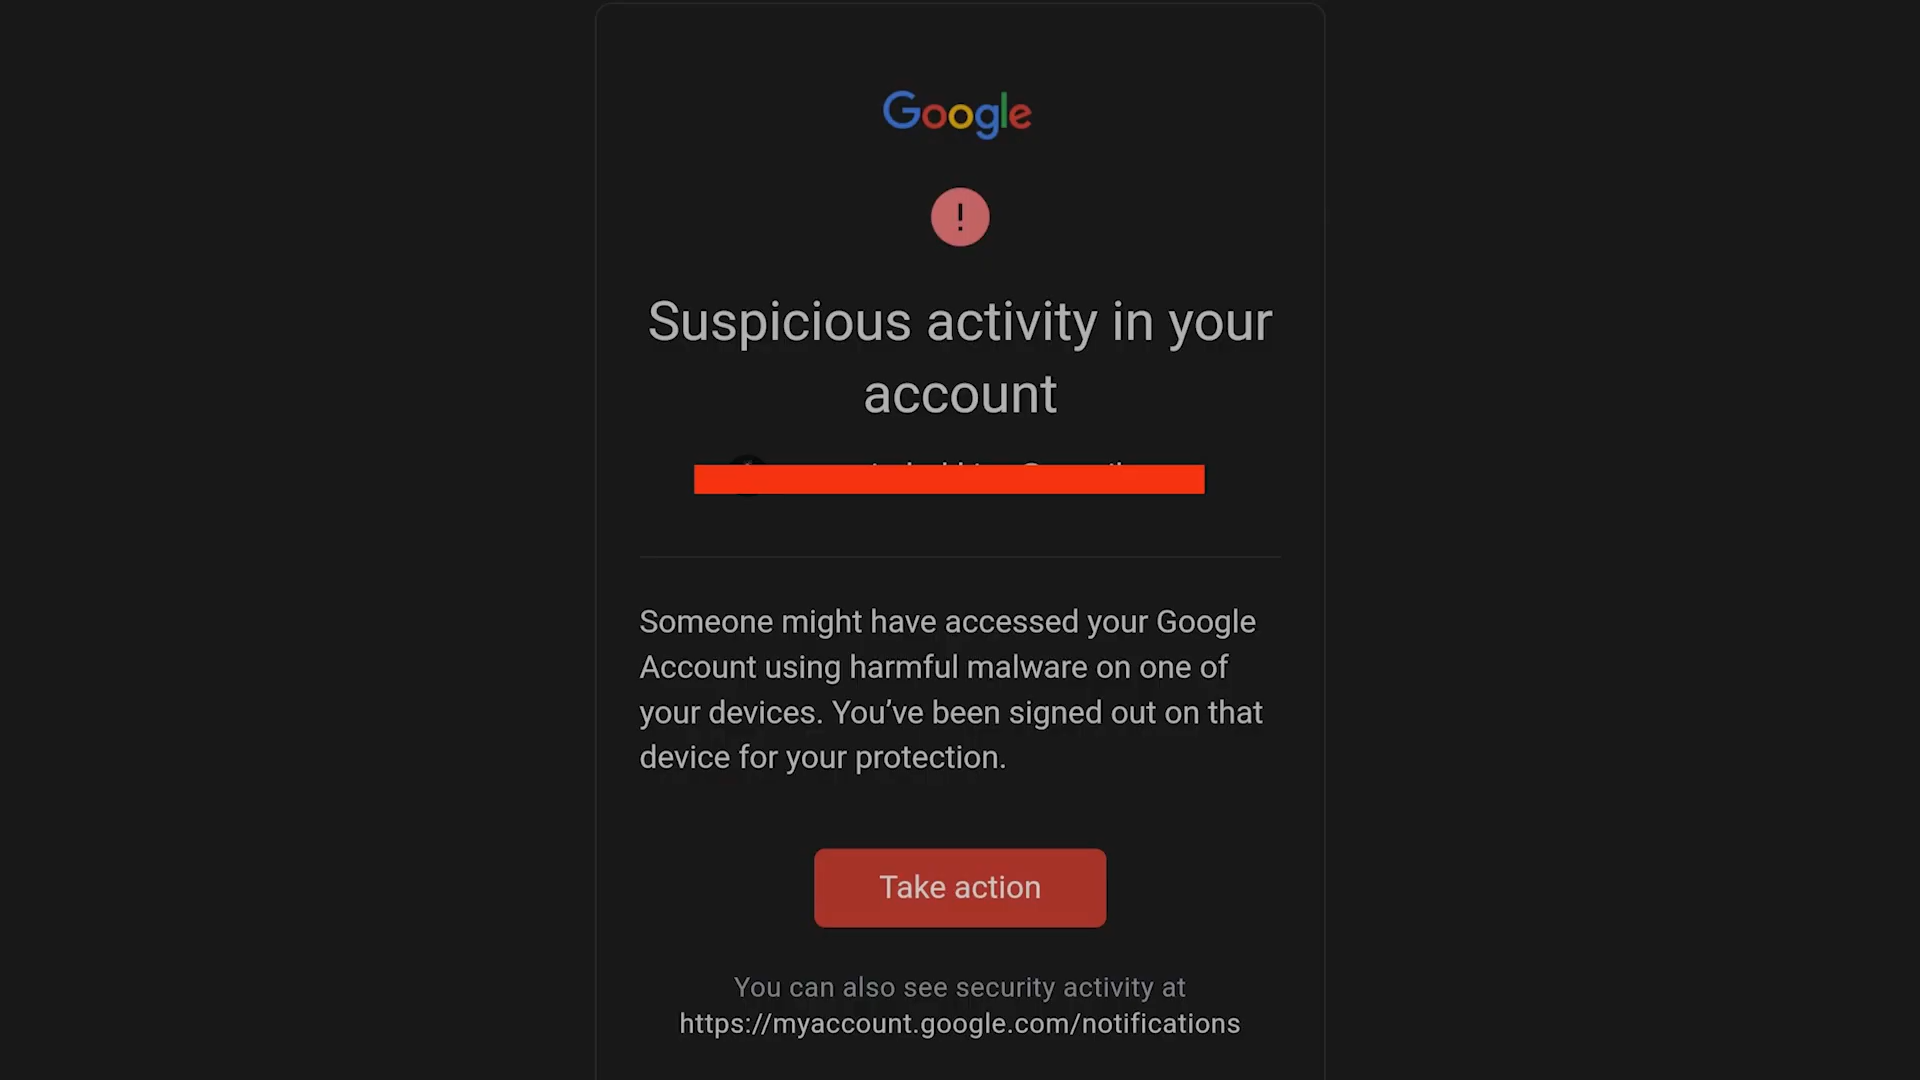 Google
!
Suspicious activity in your
account
Someone might have accessed your Google
Account using harmful malware on one of
your devices. You’ve been signed out on that
device for your protection.
Take action
You can also see security activity at
https://myaccount.google.com/notifications